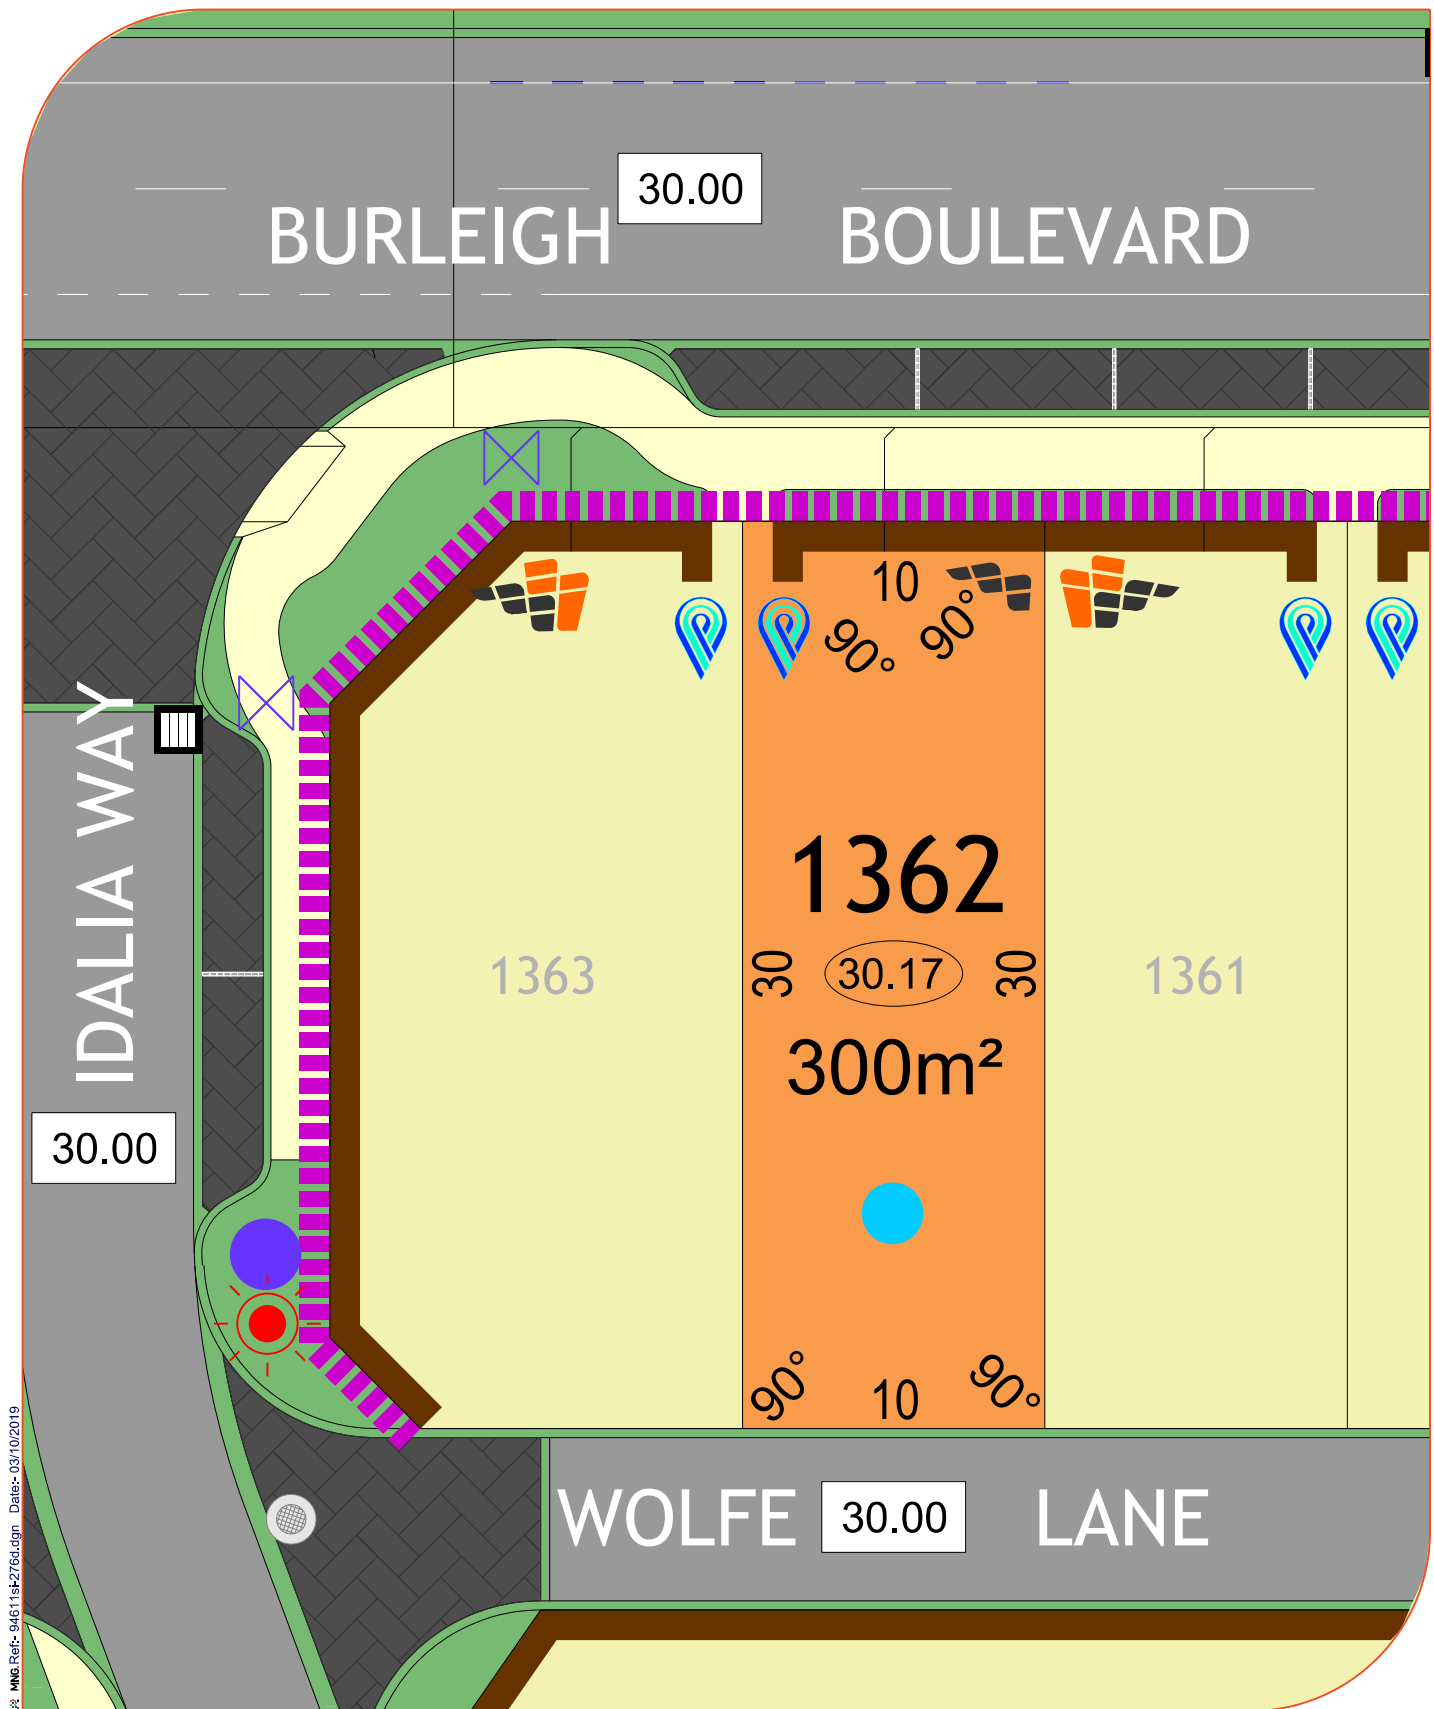 30.00
BURLEIGH BOULEVARD
10
90° 90°
IDALIA WAY
1362
1363
30 30.17 30
1361
300m²
30.00
90° 90°
10
WOLFE 30.00 LANE
MNG Ref:- 94611si-276d.dgn Date:- 03/10/2019